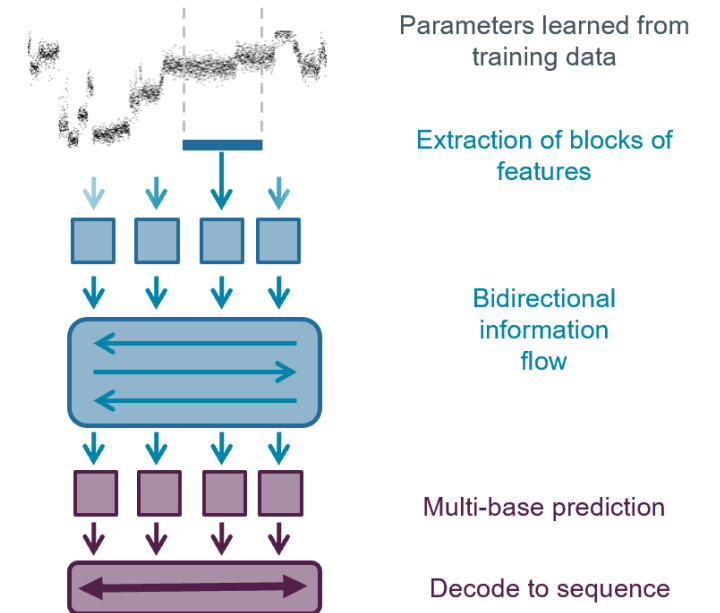 Parameters learned from
training data
Extraction of blocks of
features
Bidirectional
information
flow
Multi-base prediction
Decode to sequence